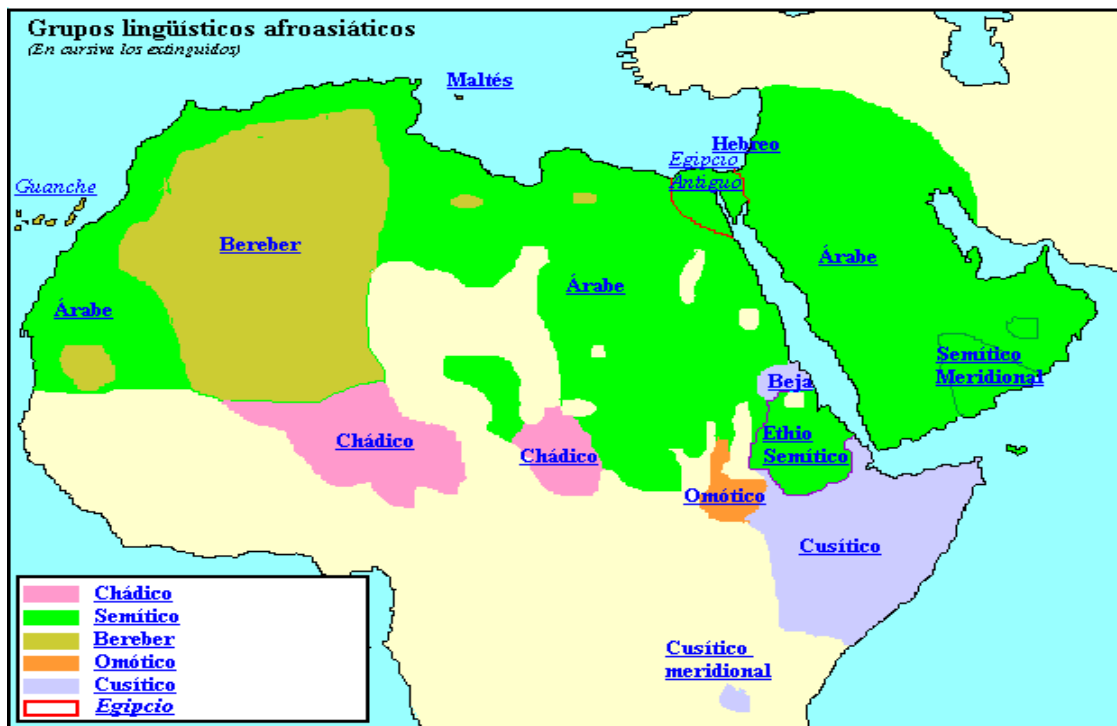 Grupos lingüísticos afroasiáticos
(En cursiva los extinguidos)
Maltés
Hebreo
Egipcio
Antiguo
Guanche
Bereber
Árabe
Árabe
Árabe
Semítico
Meridional
Beja
Ethio
Semítico
Chádico
Chádico
Omótico
Cusítico
Cusítico
meridional
Chádico
Semítico
Bereber
Omótico
Cusítico
Egipcio